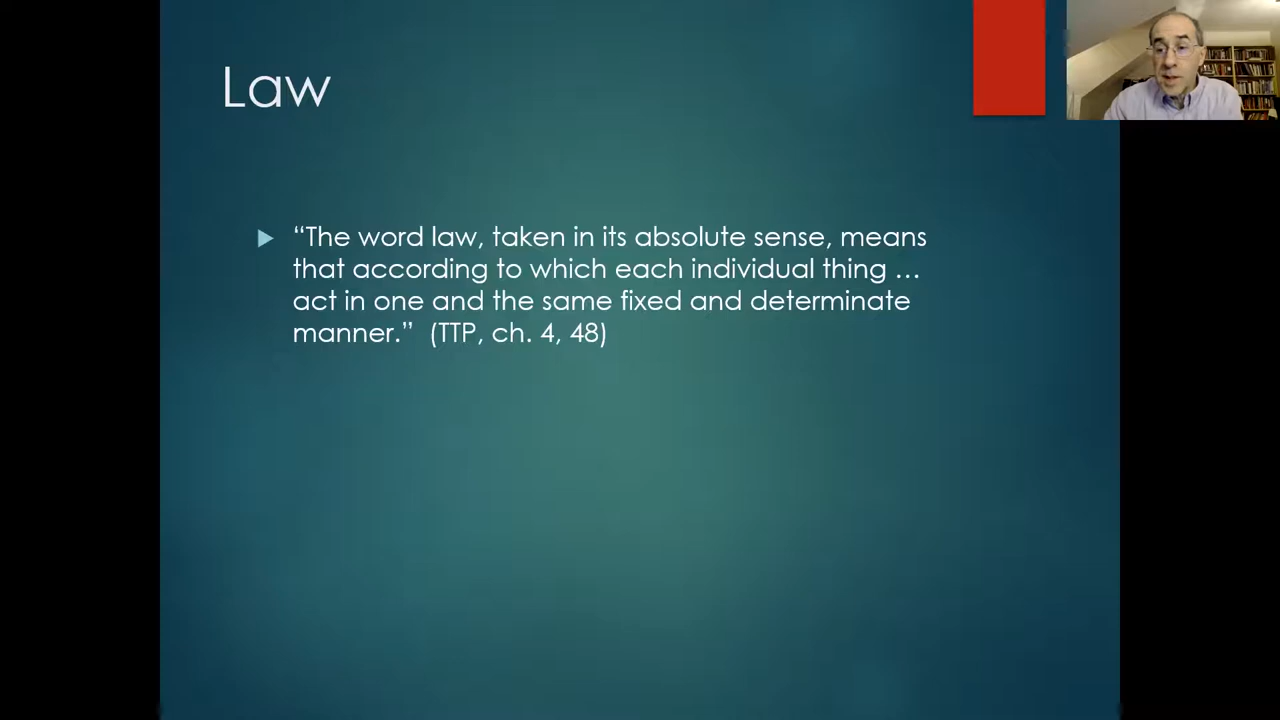 Law
“The word law, taken in its absolute sense, means
that according to which each individual thing …
act in one and the same fixed and determinate
manner.” (TTP, ch. 4, 48)